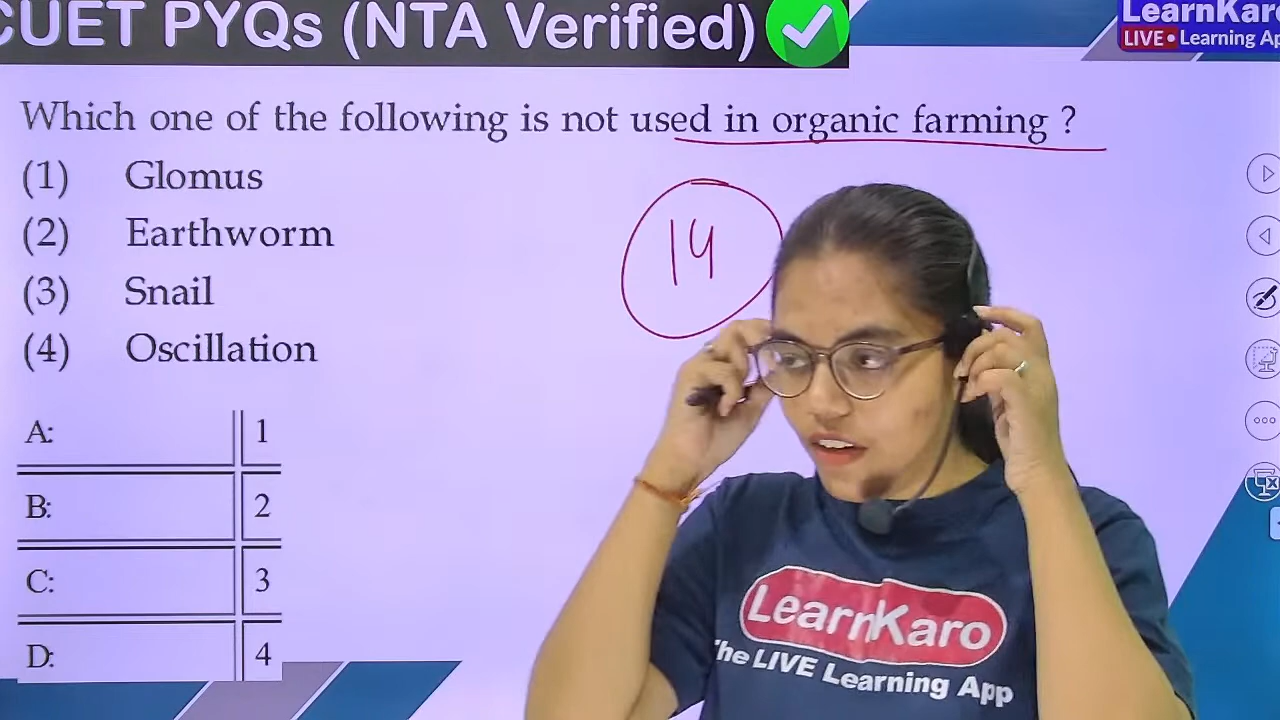 CUET PYQs (NTA Verified)
LearnKaro
LIVE • Learning Ap
Which one of the following is not used in organic farming ?
(1) Glomus
(2) Earthworm
(3) Snail
(4) Oscillation
14
A: 1
B: 2
C: 3
D: 4
LearnKaro
The LIVE Learning App